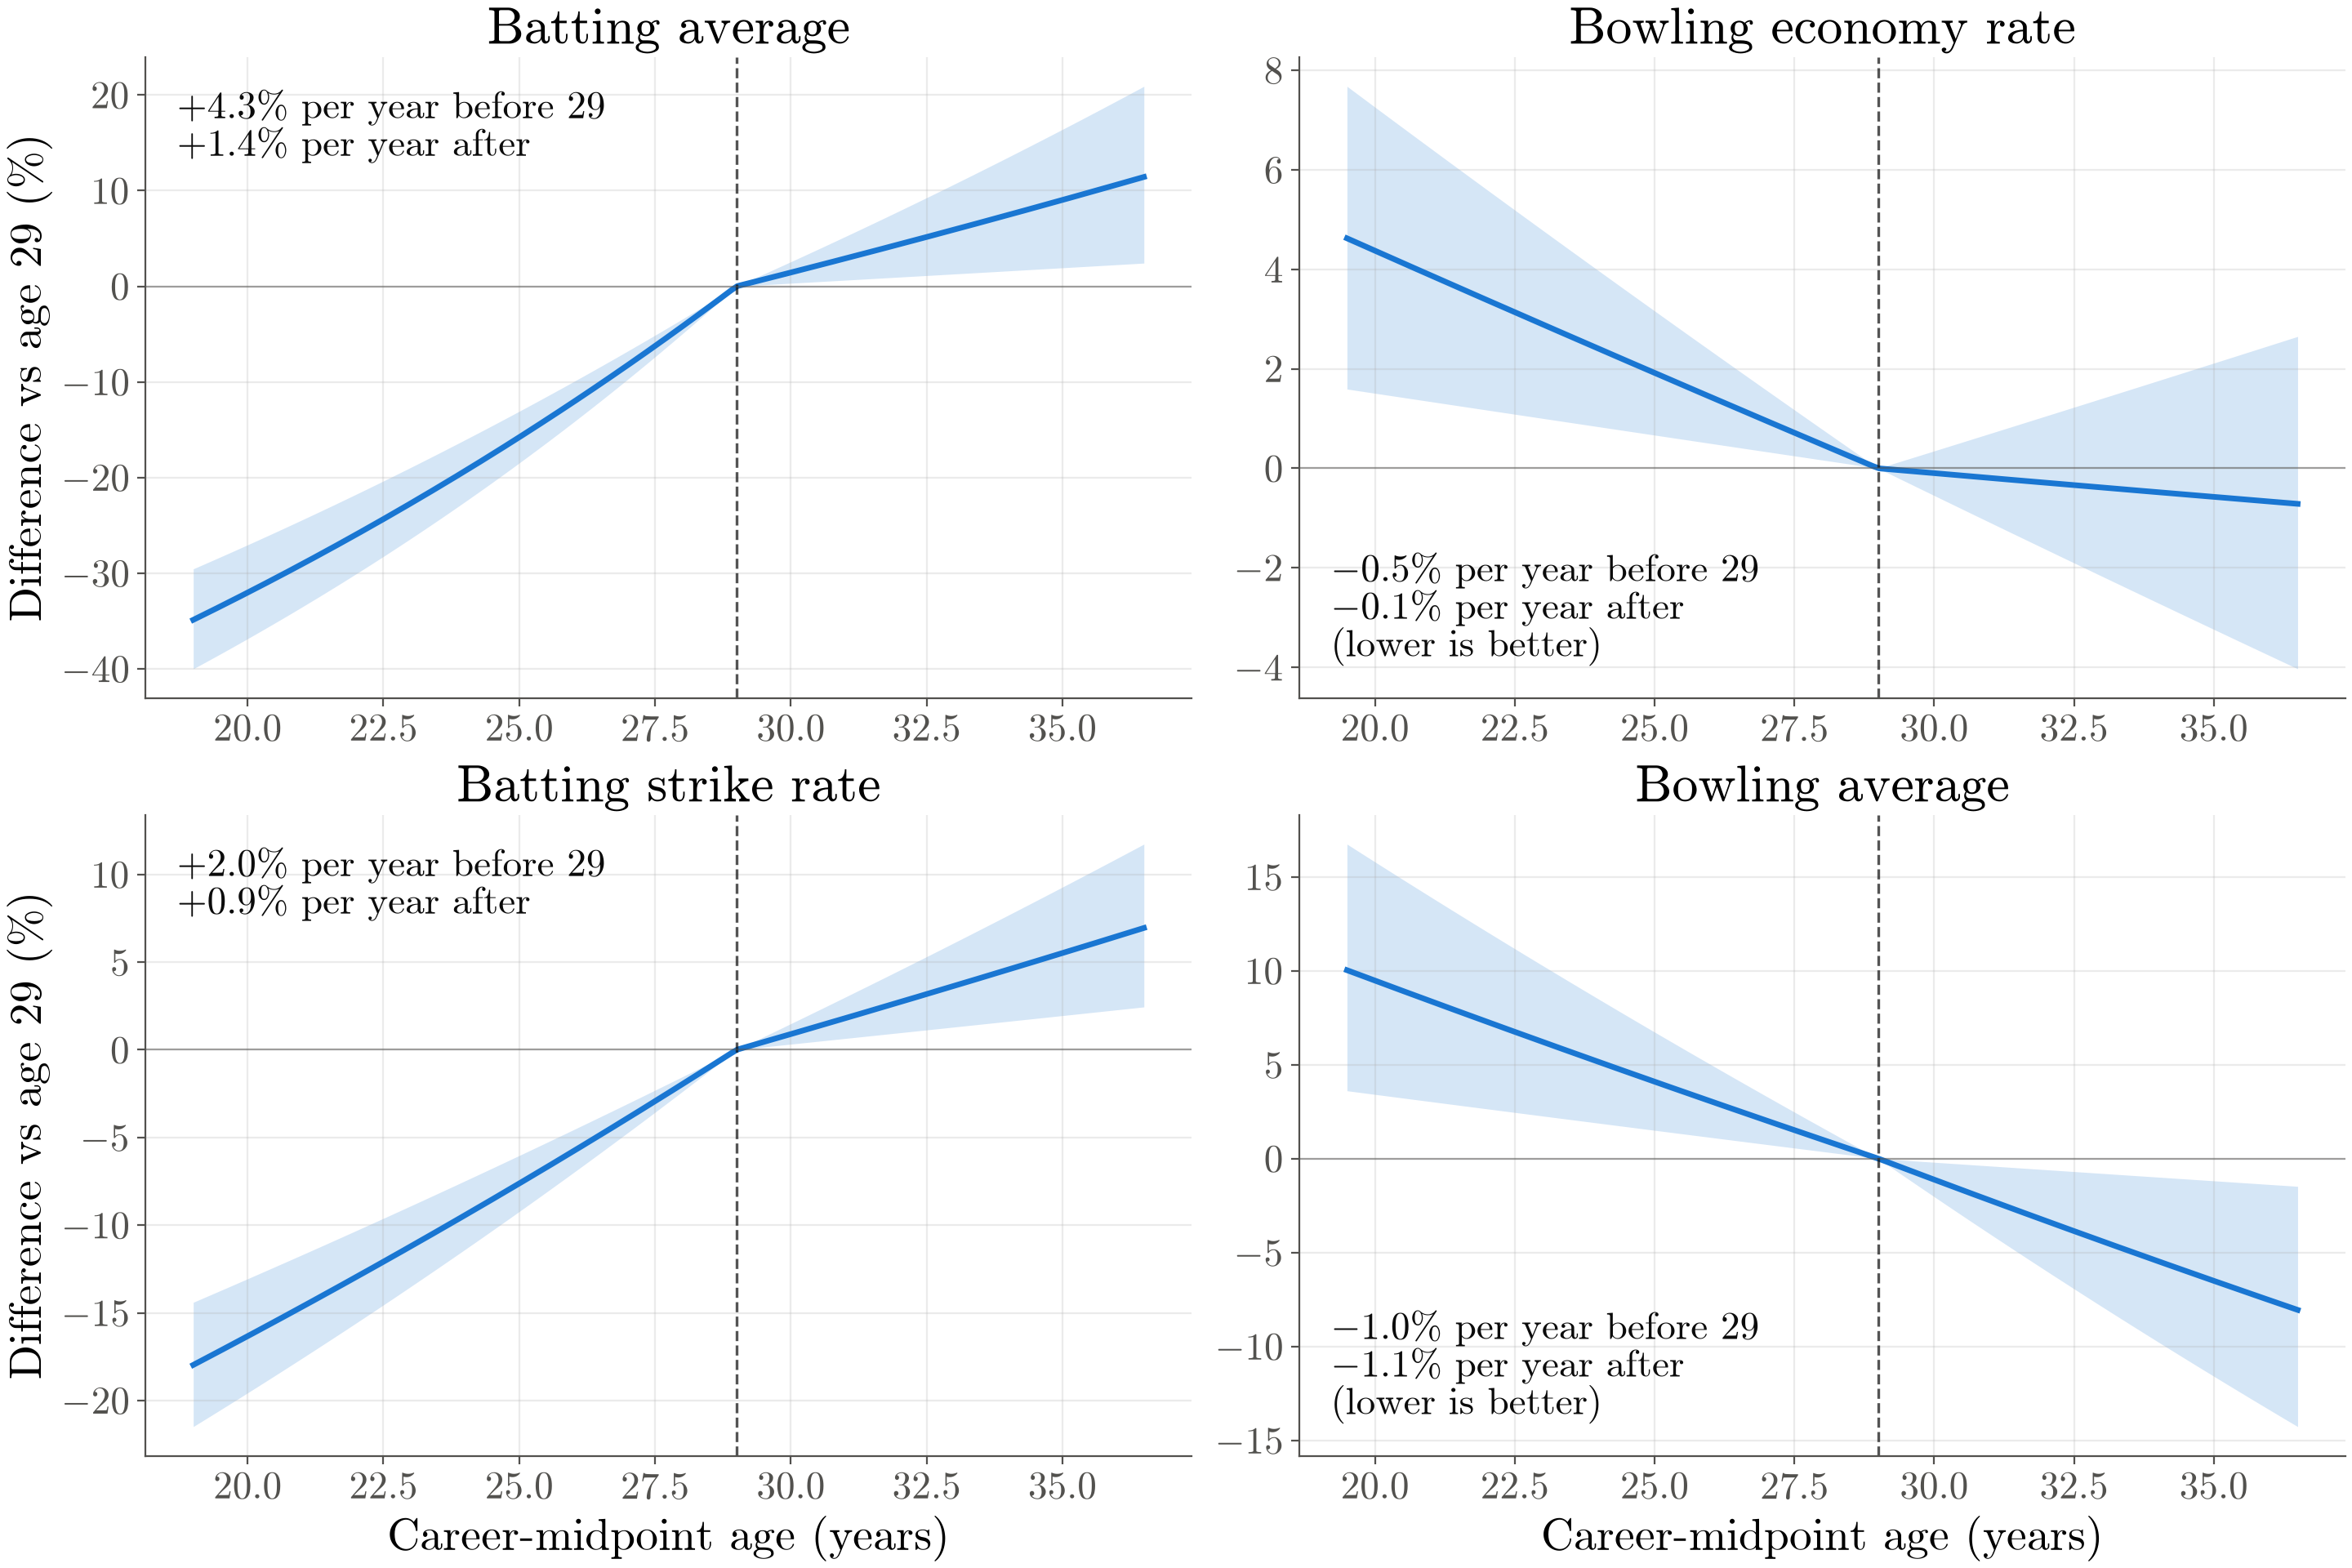 Batting average
Difference vs age 29 (%)
20
10
0
−10
−20
−30
−40
+4.3% per year before 29
+1.4% per year after
20.0 22.5 25.0 27.5 30.0 32.5 35.0
Bowling economy rate
8
6
4
2
0
−2
−4
−0.5% per year before 29
−0.1% per year after
(lower is better)
20.0 22.5 25.0 27.5 30.0 32.5 35.0
Batting strike rate
Difference vs age 29 (%)
10
5
0
−5
−10
−15
−20
+2.0% per year before 29
+0.9% per year after
20.0 22.5 25.0 27.5 30.0 32.5 35.0
Career-midpoint age (years)
Bowling average
15
10
5
0
−5
−10
−15
−1.0% per year before 29
−1.1% per year after
(lower is better)
20.0 22.5 25.0 27.5 30.0 32.5 35.0
Career-midpoint age (years)